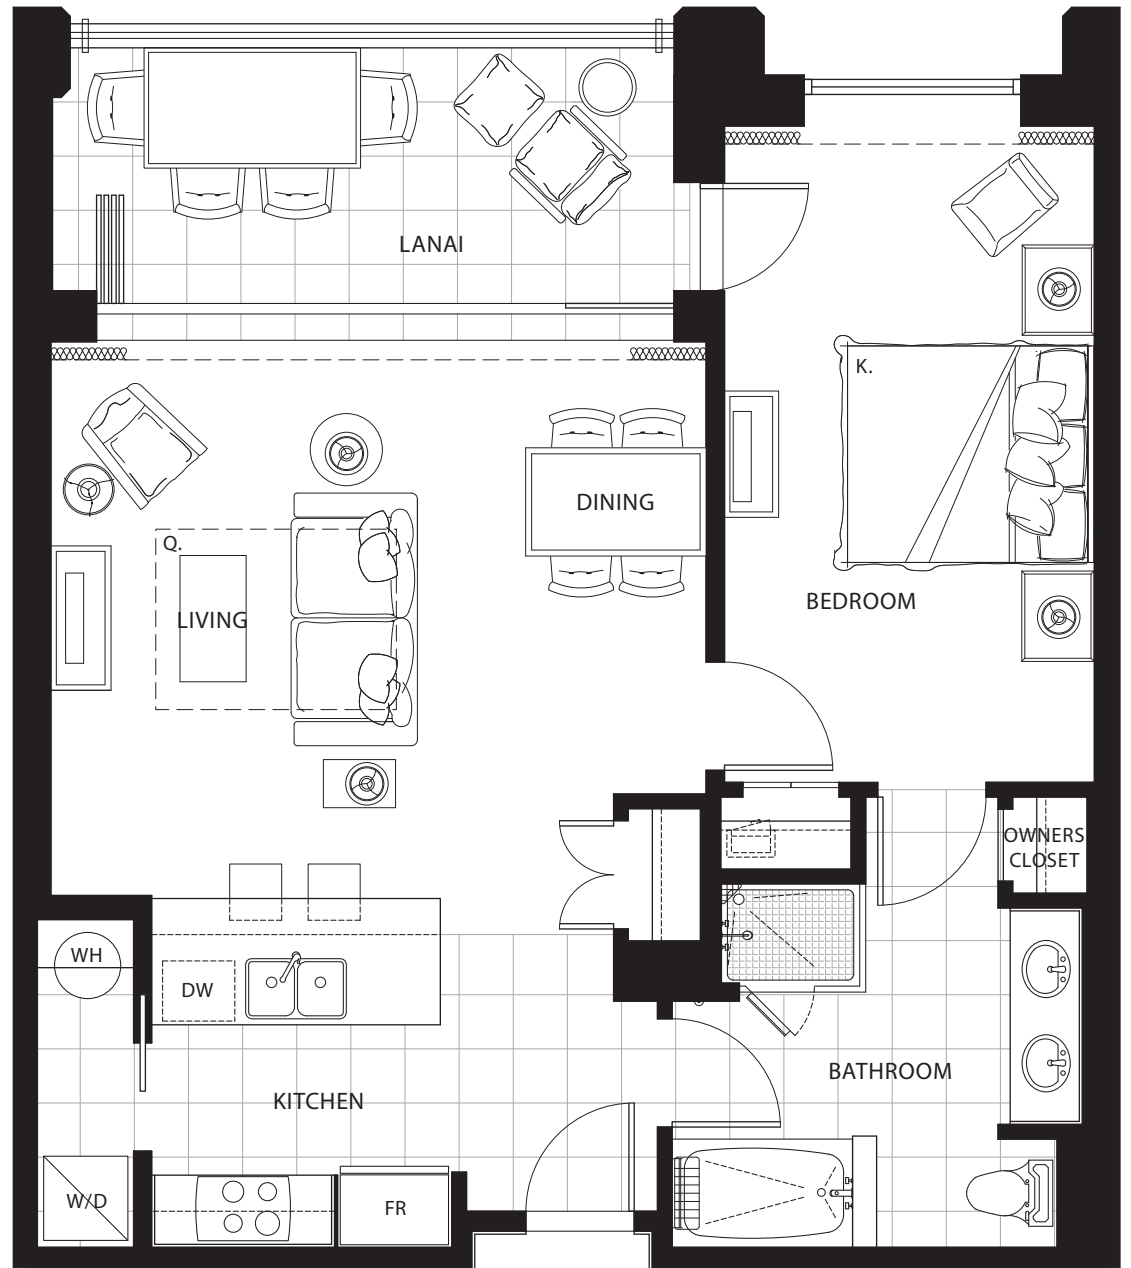 LANAI
K.
DINING
Q.
LIVING
BEDROOM
OWNERS
CLOSET
WH
DW
BATHROOM
KITCHEN
W/D
FR